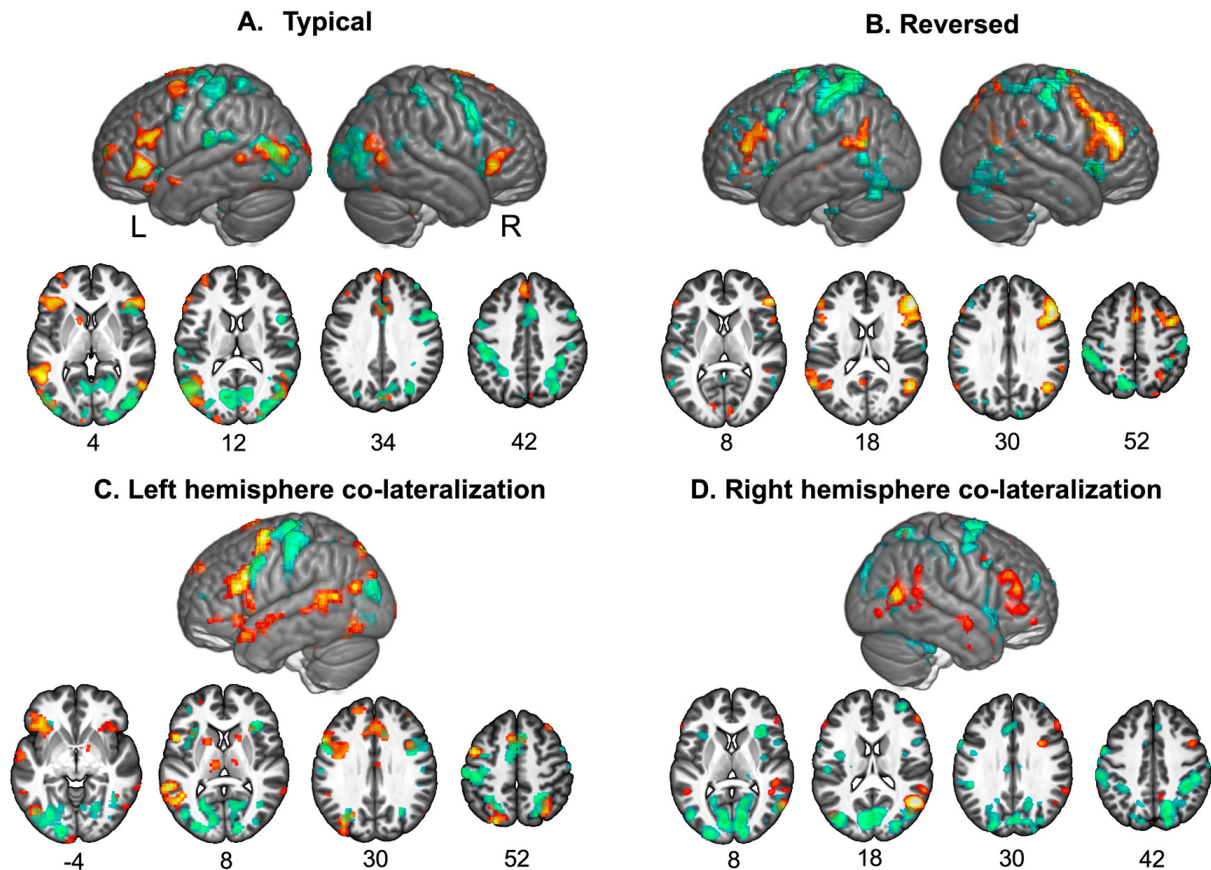 A. Typical
B. Reversed
L
R
4
12
34
42
8
18
30
52
C. Left hemisphere co-lateralization
D. Right hemisphere co-lateralization
-4
8
30
52
8
18
30
42